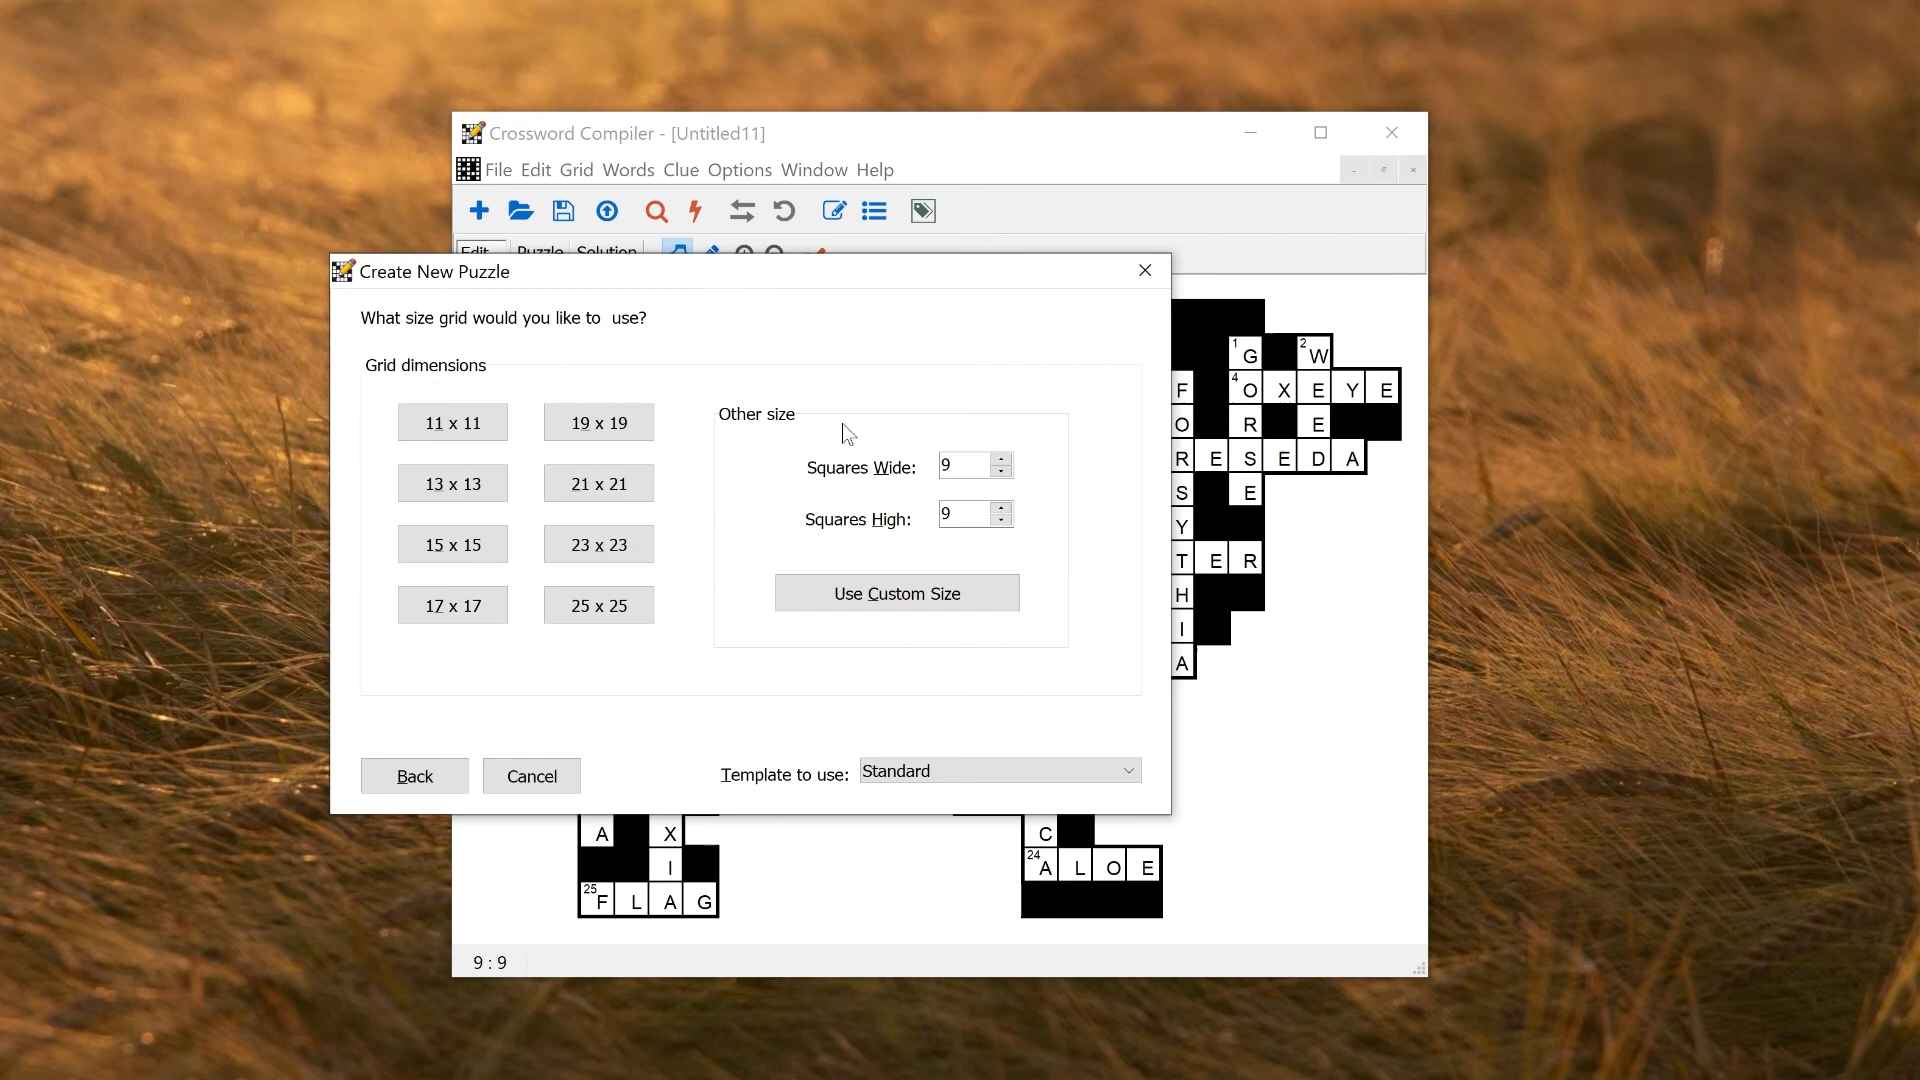 Crossword Compiler - [Untitled11]
File Edit Grid Words Clue Options Window Help
Edit Puzzle Solution
Create New Puzzle
What size grid would you like to use?
Grid dimensions
11 x 11
19 x 19
13 x 13
21 x 21
15 x 15
23 x 23
17 x 17
25 x 25
Other size
Squares Wide: 9
Squares High: 9
Use Custom Size
Back
Cancel
Template to use: Standard
1 G 2 W
F 4 O X E Y E
O R E
R E S E D A
S E
Y
T E R
H
I
A
A X C
I 24 A L O E
25 F L A G
9 : 9